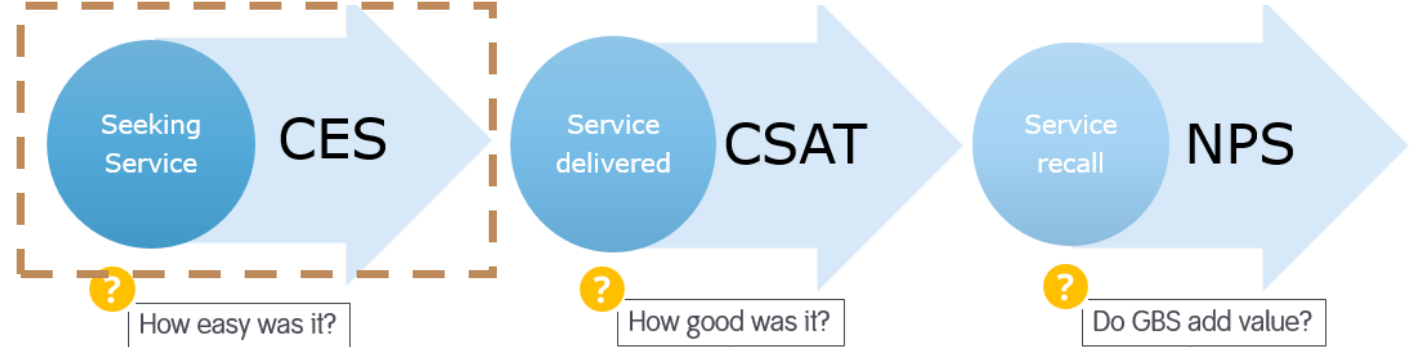 Seeking
Service
CES
?
How easy was it?
Service
delivered
CSAT
?
How good was it?
Service
recall
NPS
?
Do GBS add value?